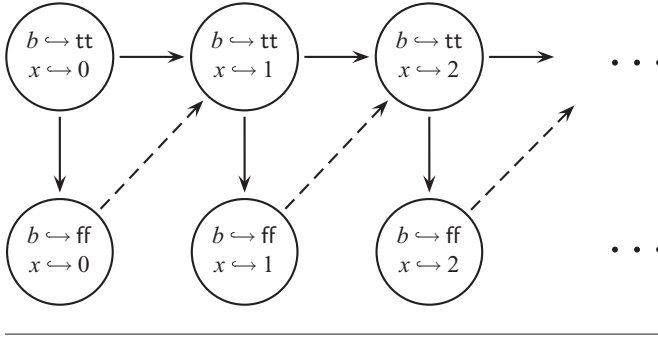 b ↪ tt b ↪ tt b ↪ tt
x ↪ 0 x ↪ 1 x ↪ 2 · · ·
b ↪ ff b ↪ ff b ↪ ff
x ↪ 0 x ↪ 1 x ↪ 2 · · ·